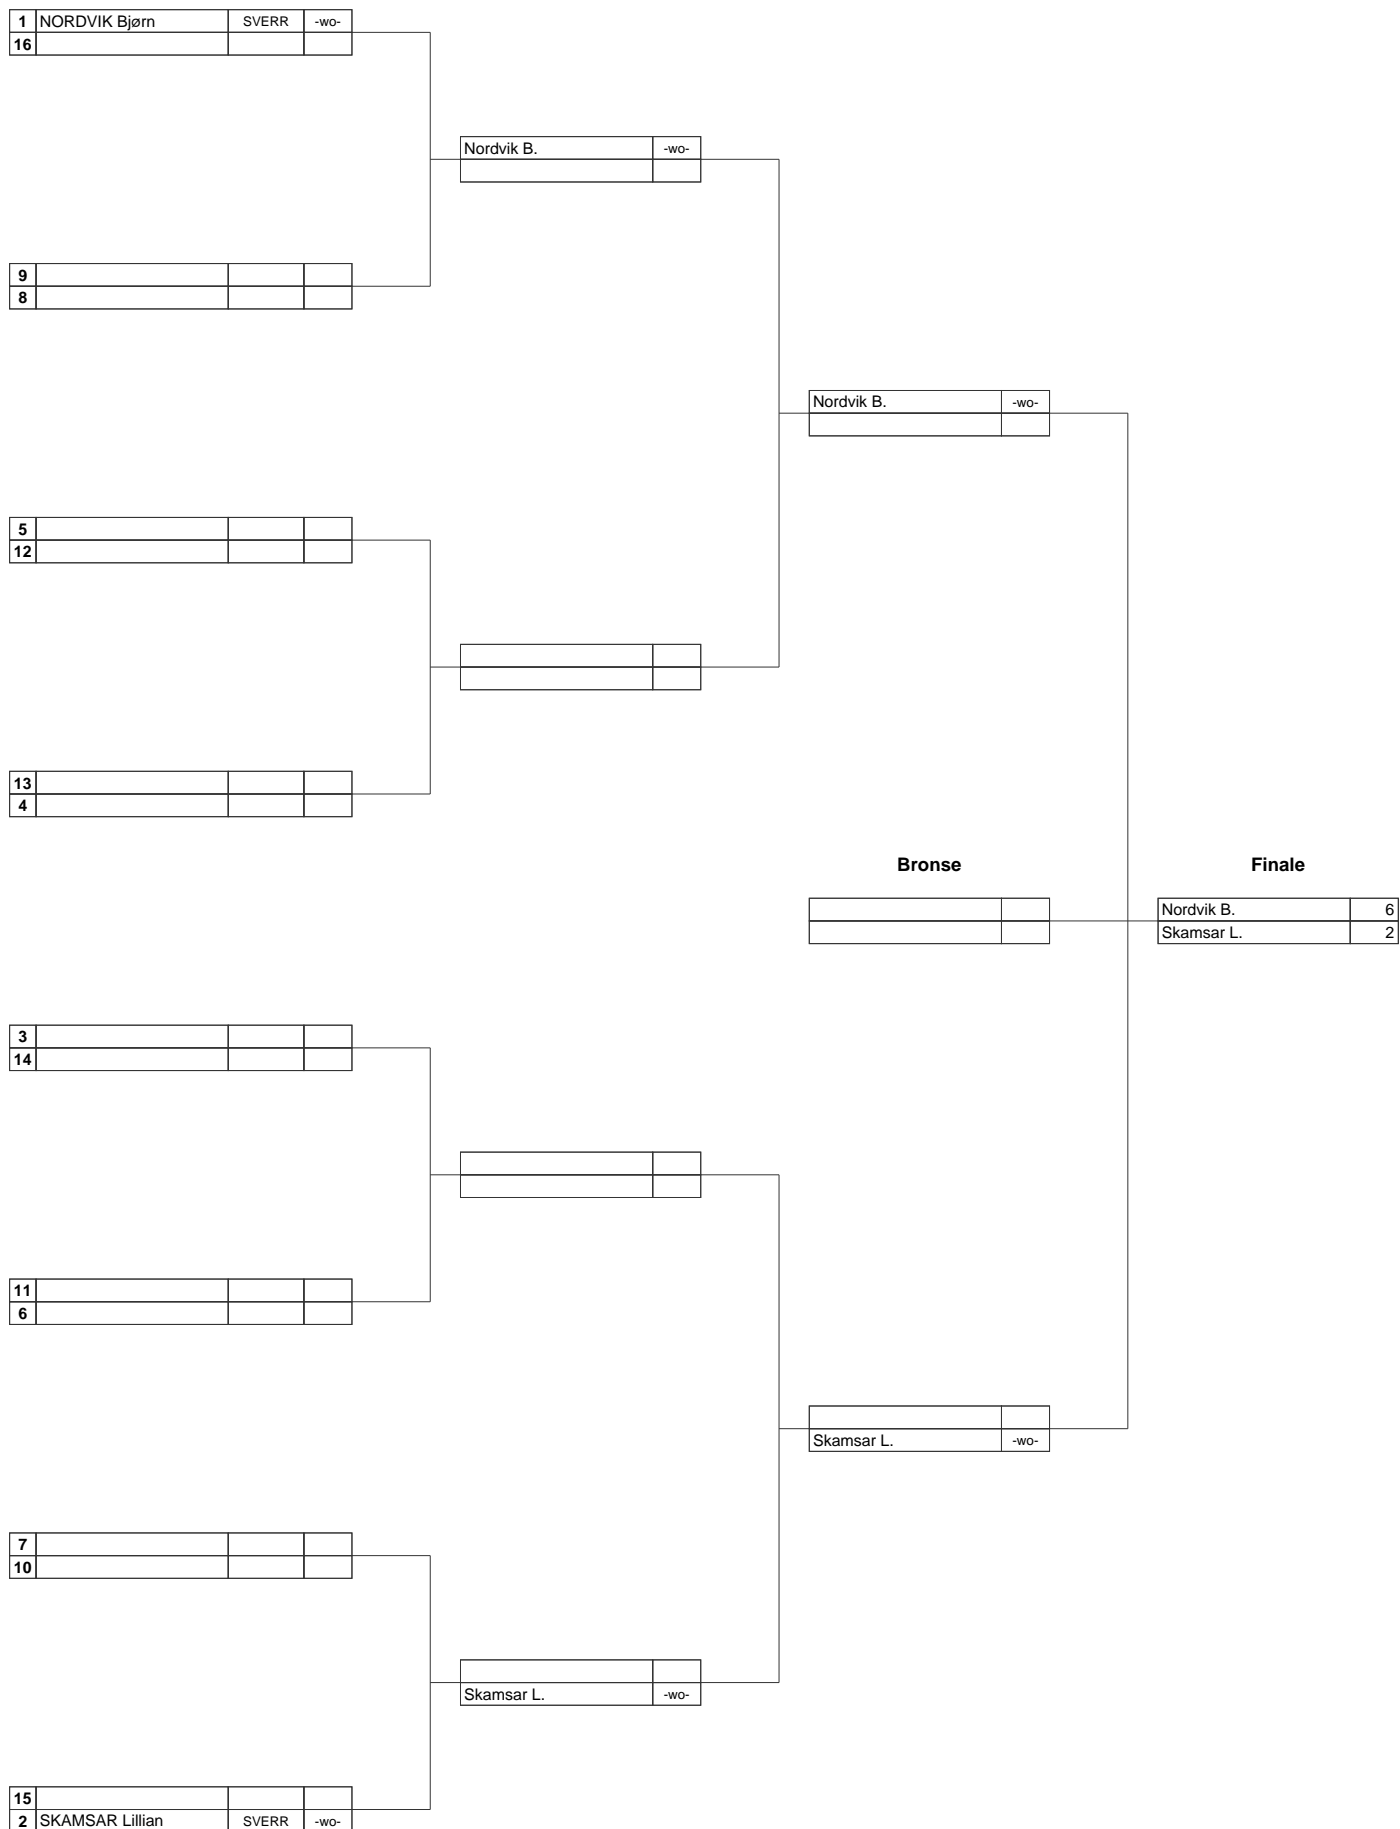 1 NORDVIK Bjørn SVERR -wo-
16
Nordvik B. -wo-
9
8
Nordvik B. -wo-
5
12
13
4
Bronse
Finale
Nordvik B. 6
Skamsar L. 2
3
14
11
6
Skamsar L. -wo-
7
10
Skamsar L. -wo-
15
2 SKAMSAR Lillian SVERR -wo-